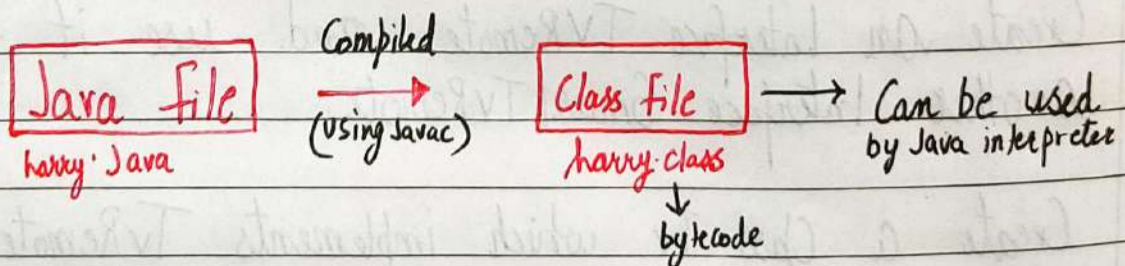 Compiled
Java file
Class file
Can be used
by Java interpreter
(using Javac)
harry.Java
harry.class
bytecode